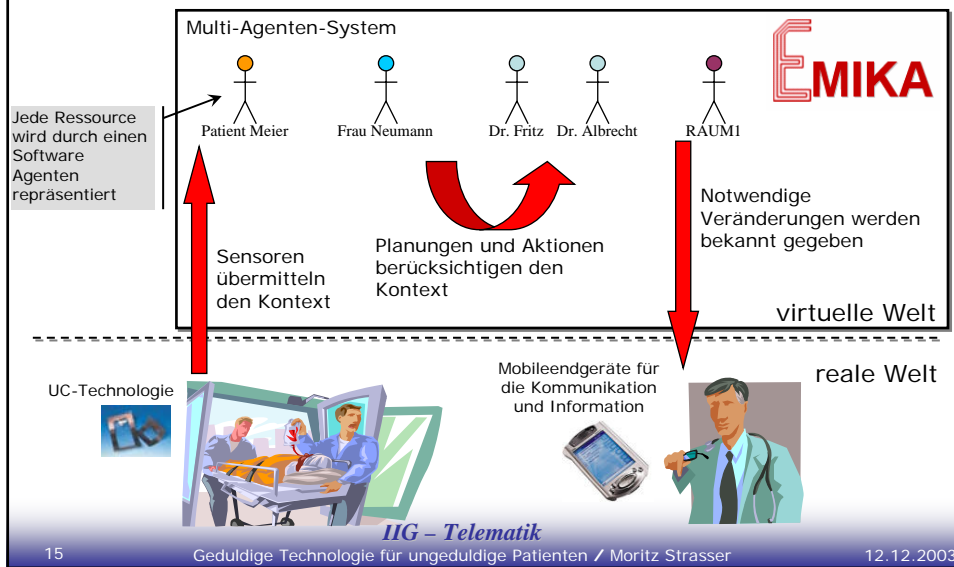 Multi-Agenten-System
EMIKA
Jede Ressource
wird durch einen
Software
Agenten
repräsentiert
Patient Meier
Frau Neumann
Dr. Fritz
Dr. Albrecht
RAUM1
Sensoren
übermitteln
den Kontext
Planungen und Aktionen
berücksichtigen den
Kontext
Notwendige
Veränderungen werden
bekannt gegeben
virtuelle Welt
reale Welt
UC-Technologie
Mobileendgeräte für
die Kommunikation
und Information
IIG – Telematik
15
Geduldige Technologie für ungeduldige Patienten / Moritz Strasser
12.12.2003